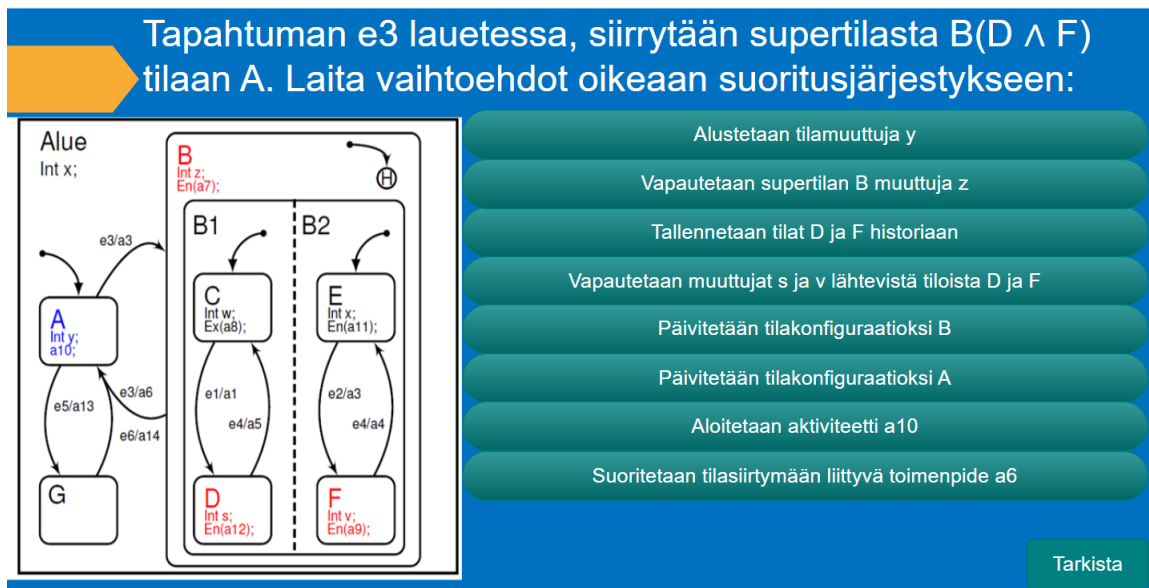 Tapahtuman e3 lauetessa, siirrytään supertilasta B(D ∧ F)
tilaan A. Laita vaihtoehdot oikeaan suoritusjärjestykseen:
Alue
Int x;
B
Int z;
En(a7);
H
B1
B2
e3/a3
C
Int w;
Ex(a8);
E
Int x;
En(a11);
A
Int y;
a10;
e5/a13
e3/a6
e6/a14
e1/a1
e4/a5
e2/a3
e4/a4
G
D
Int s;
En(a12);
F
Int v;
En(a9);
Alustetaan tilamuuttuja y
Vapautetaan supertilan B muuttuja z
Tallennetaan tilat D ja F historiaan
Vapautetaan muuttujat s ja v lähtevistä tiloista D ja F
Päivitetään tilakonfiguraatioksi B
Päivitetään tilakonfiguraatioksi A
Aloitetaan aktiviteetti a10
Suoritetaan tilasiirtymään liittyvä toimenpide a6
Tarkista